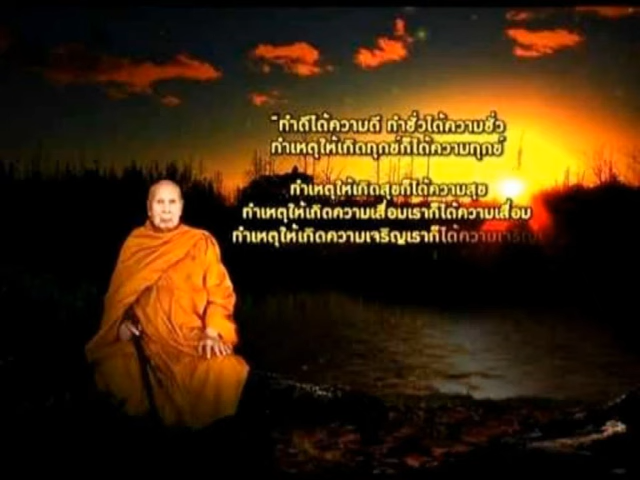 "ทำดีได้ความดี ทำชั่วได้ความชั่ว
ทำเหตุให้เกิดทุกข์ก็ได้ความทุกข์
ทำเหตุให้เกิดสุขก็ได้ความสุข
ทำเหตุให้เกิดความเสื่อมเราก็ได้ความเสื่อม
ทำเหตุให้เกิดความเจริญเราก็ได้ความเจริญ